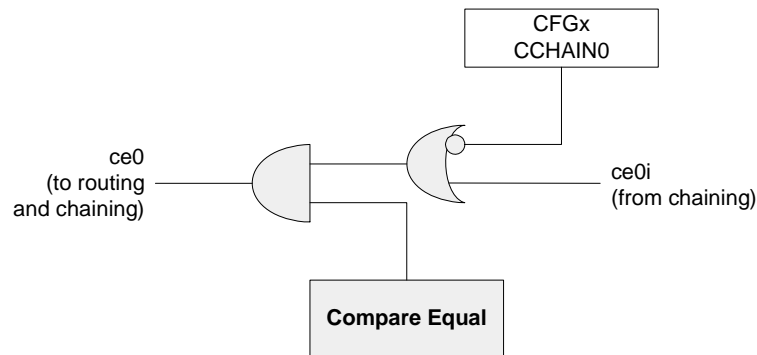 CFGx
CCHAIN0
ce0
(to routing
and chaining)
ce0i
(from chaining)
Compare Equal